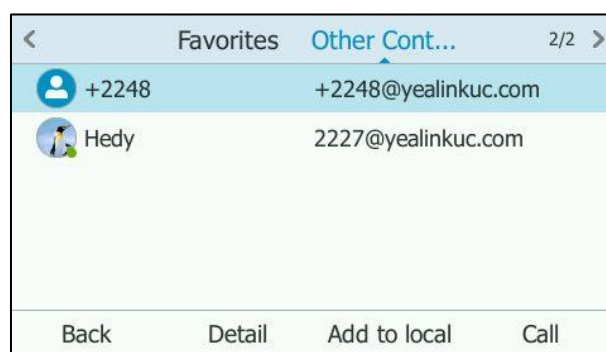 < Favorites Other Cont... 2/2 >
+2248 +2248@yealinkuc.com
Hedy 2227@yealinkuc.com
Back Detail Add to local Call